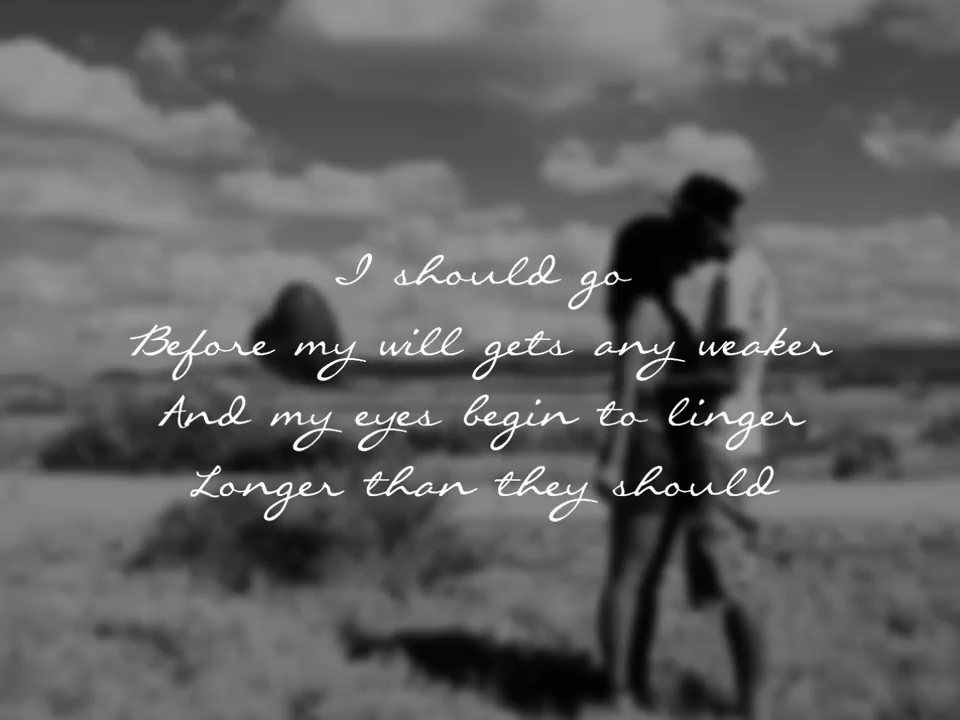 I should go
Before my will gets any weaker
And my eyes begin to linger
Longer than they should